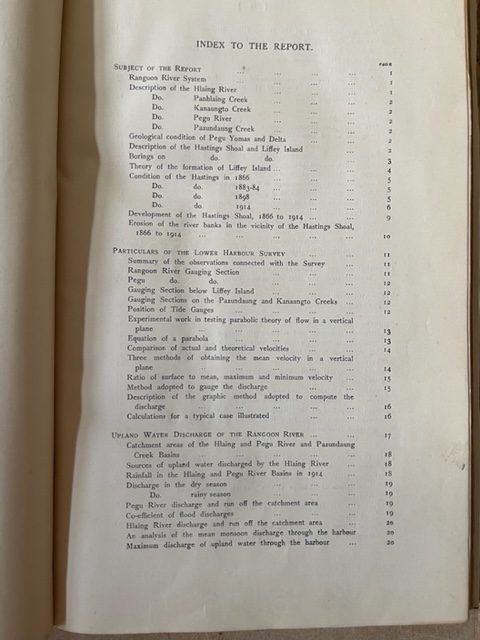 INDEX TO THE REPORT.
PAGE
SUBJECT OF THE REPORT ... ... ... ... 1
Rangoon River System ... ... ... 1
Description of the Hlaing River ... ... ... 1
Do. Panhlaing Creek ... ... ... 2
Do. Kanaungto Creek ... ... ... 2
Do. Pegu River ... ... ... 2
Do. Pazundaung Creek ... ... ... 2
Geological condition of Pegu Yomas and Delta ... ... 2
Description of the Hastings Shoal and Liffey Island ... ... 2
Borings on do. do. ... ... 3
Theory of the formation of Liffey Island ... ... ... 4
Condition of the Hastings in 1866 ... ... ... 5
Do. do. 1883-84 ... ... ... 5
Do. do. 1898 ... ... ... 5
Do. do. 1914 ... ... ... 6
Development of the Hastings Shoal, 1866 to 1914 ... ... 9
Erosion of the river banks in the vicinity of the Hastings Shoal,
1866 to 1914 ... ... ... ... ... 10
PARTICULARS OF THE LOWER HARBOUR SURVEY ... ... 11
Summary of the observations connected with the Survey ... 11
Rangoon River Gauging Section ... ... ... 11
Pegu do. do. ... ... ... 12
Gauging Section below Liffey Island ... ... ... 12
Gauging Sections on the Pazundaung and Kanaungto Creeks ... 12
Position of Tide Gauges ... ... ... ... 12
Experimental work in testing parabolic theory of flow in a vertical
plane ... ... ... ... ... 13
Equation of a parabola ... ... ... ... 13
Comparison of actual and theoretical velocities ... ... 14
Three methods of obtaining the mean velocity in a vertical
plane ... ... ... ... ... 14
Ratio of surface to mean, maximum and minimum velocity ... 15
Method adopted to gauge the discharge ... ... 15
Description of the graphic method adopted to compute the
discharge ... ... ... ... ... 16
Calculations for a typical case illustrated ... ... 16
UPLAND WATER DISCHARGE OF THE RANGOON RIVER ... ... 17
Catchment areas of the Hlaing and Pegu River and Pazundaung
Creek Basins ... ... ... ... 18
Sources of upland water discharged by the Hlaing River ... 18
Rainfall in the Hlaing and Pegu River Basins in 1914 ... 18
Discharge in the dry season ... ... ... 19
Do. rainy season ... ... ... 19
Pegu River discharge and run off the catchment area ... 19
Co-efficient of flood discharges ... ... ... 19
Hlaing River discharge and run off the catchment area ... 20
An analysis of the mean monsoon discharge through the harbour 20
Maximum discharge of upland water through the harbour ... 20